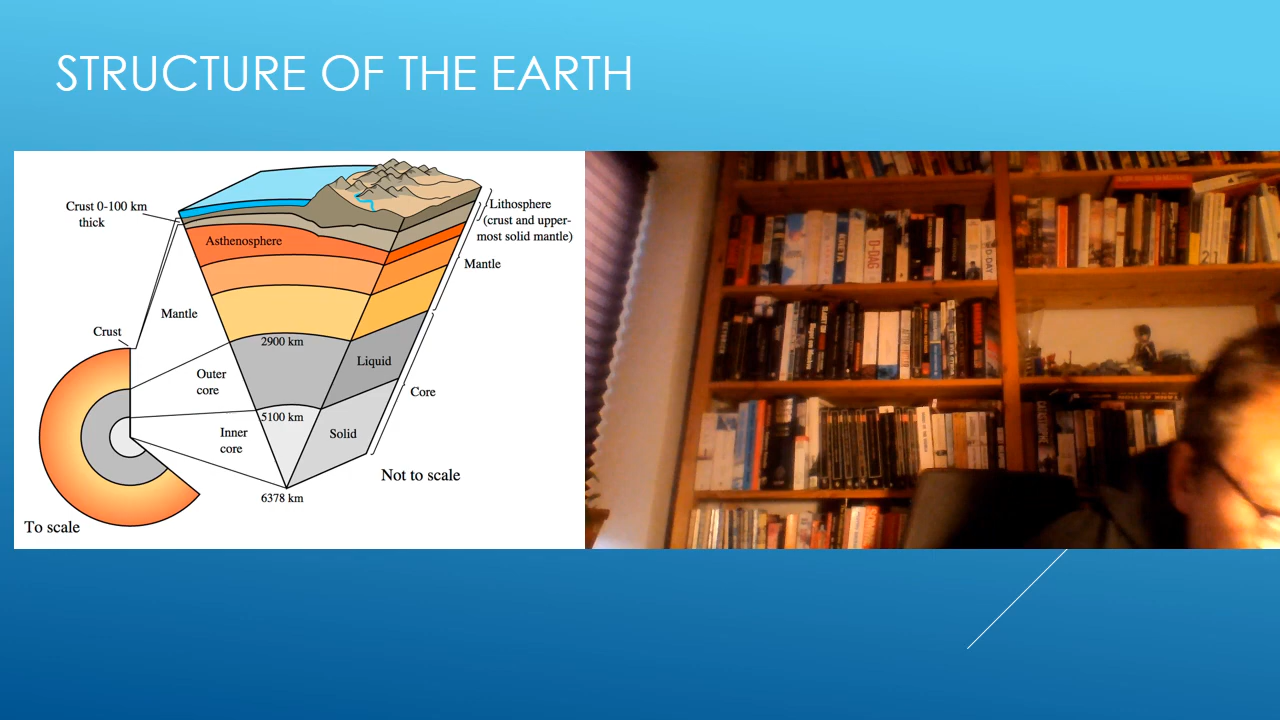 STRUCTURE OF THE EARTH
Crust 0-100 km
thick
Asthenosphere
Lithosphere
(crust and upper-
most solid mantle)
Mantle
Mantle
Crust
2900 km
Liquid
Outer
core
Core
5100 km
Inner
core
Solid
Not to scale
6378 km
To scale
D-DAG
D-DAY